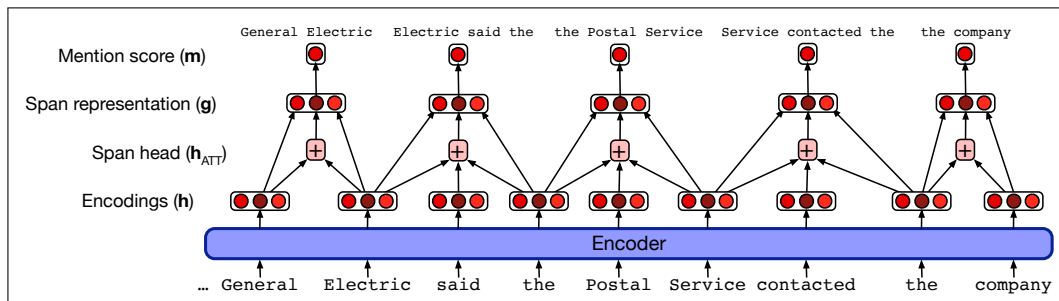 General Electric Electric said the the Postal Service Service contacted the the company
Mention score (m)
Span representation (g)
+ + + + +
Span head (hATT)
Encodings (h)
Encoder
... General Electric said the Postal Service contacted the company